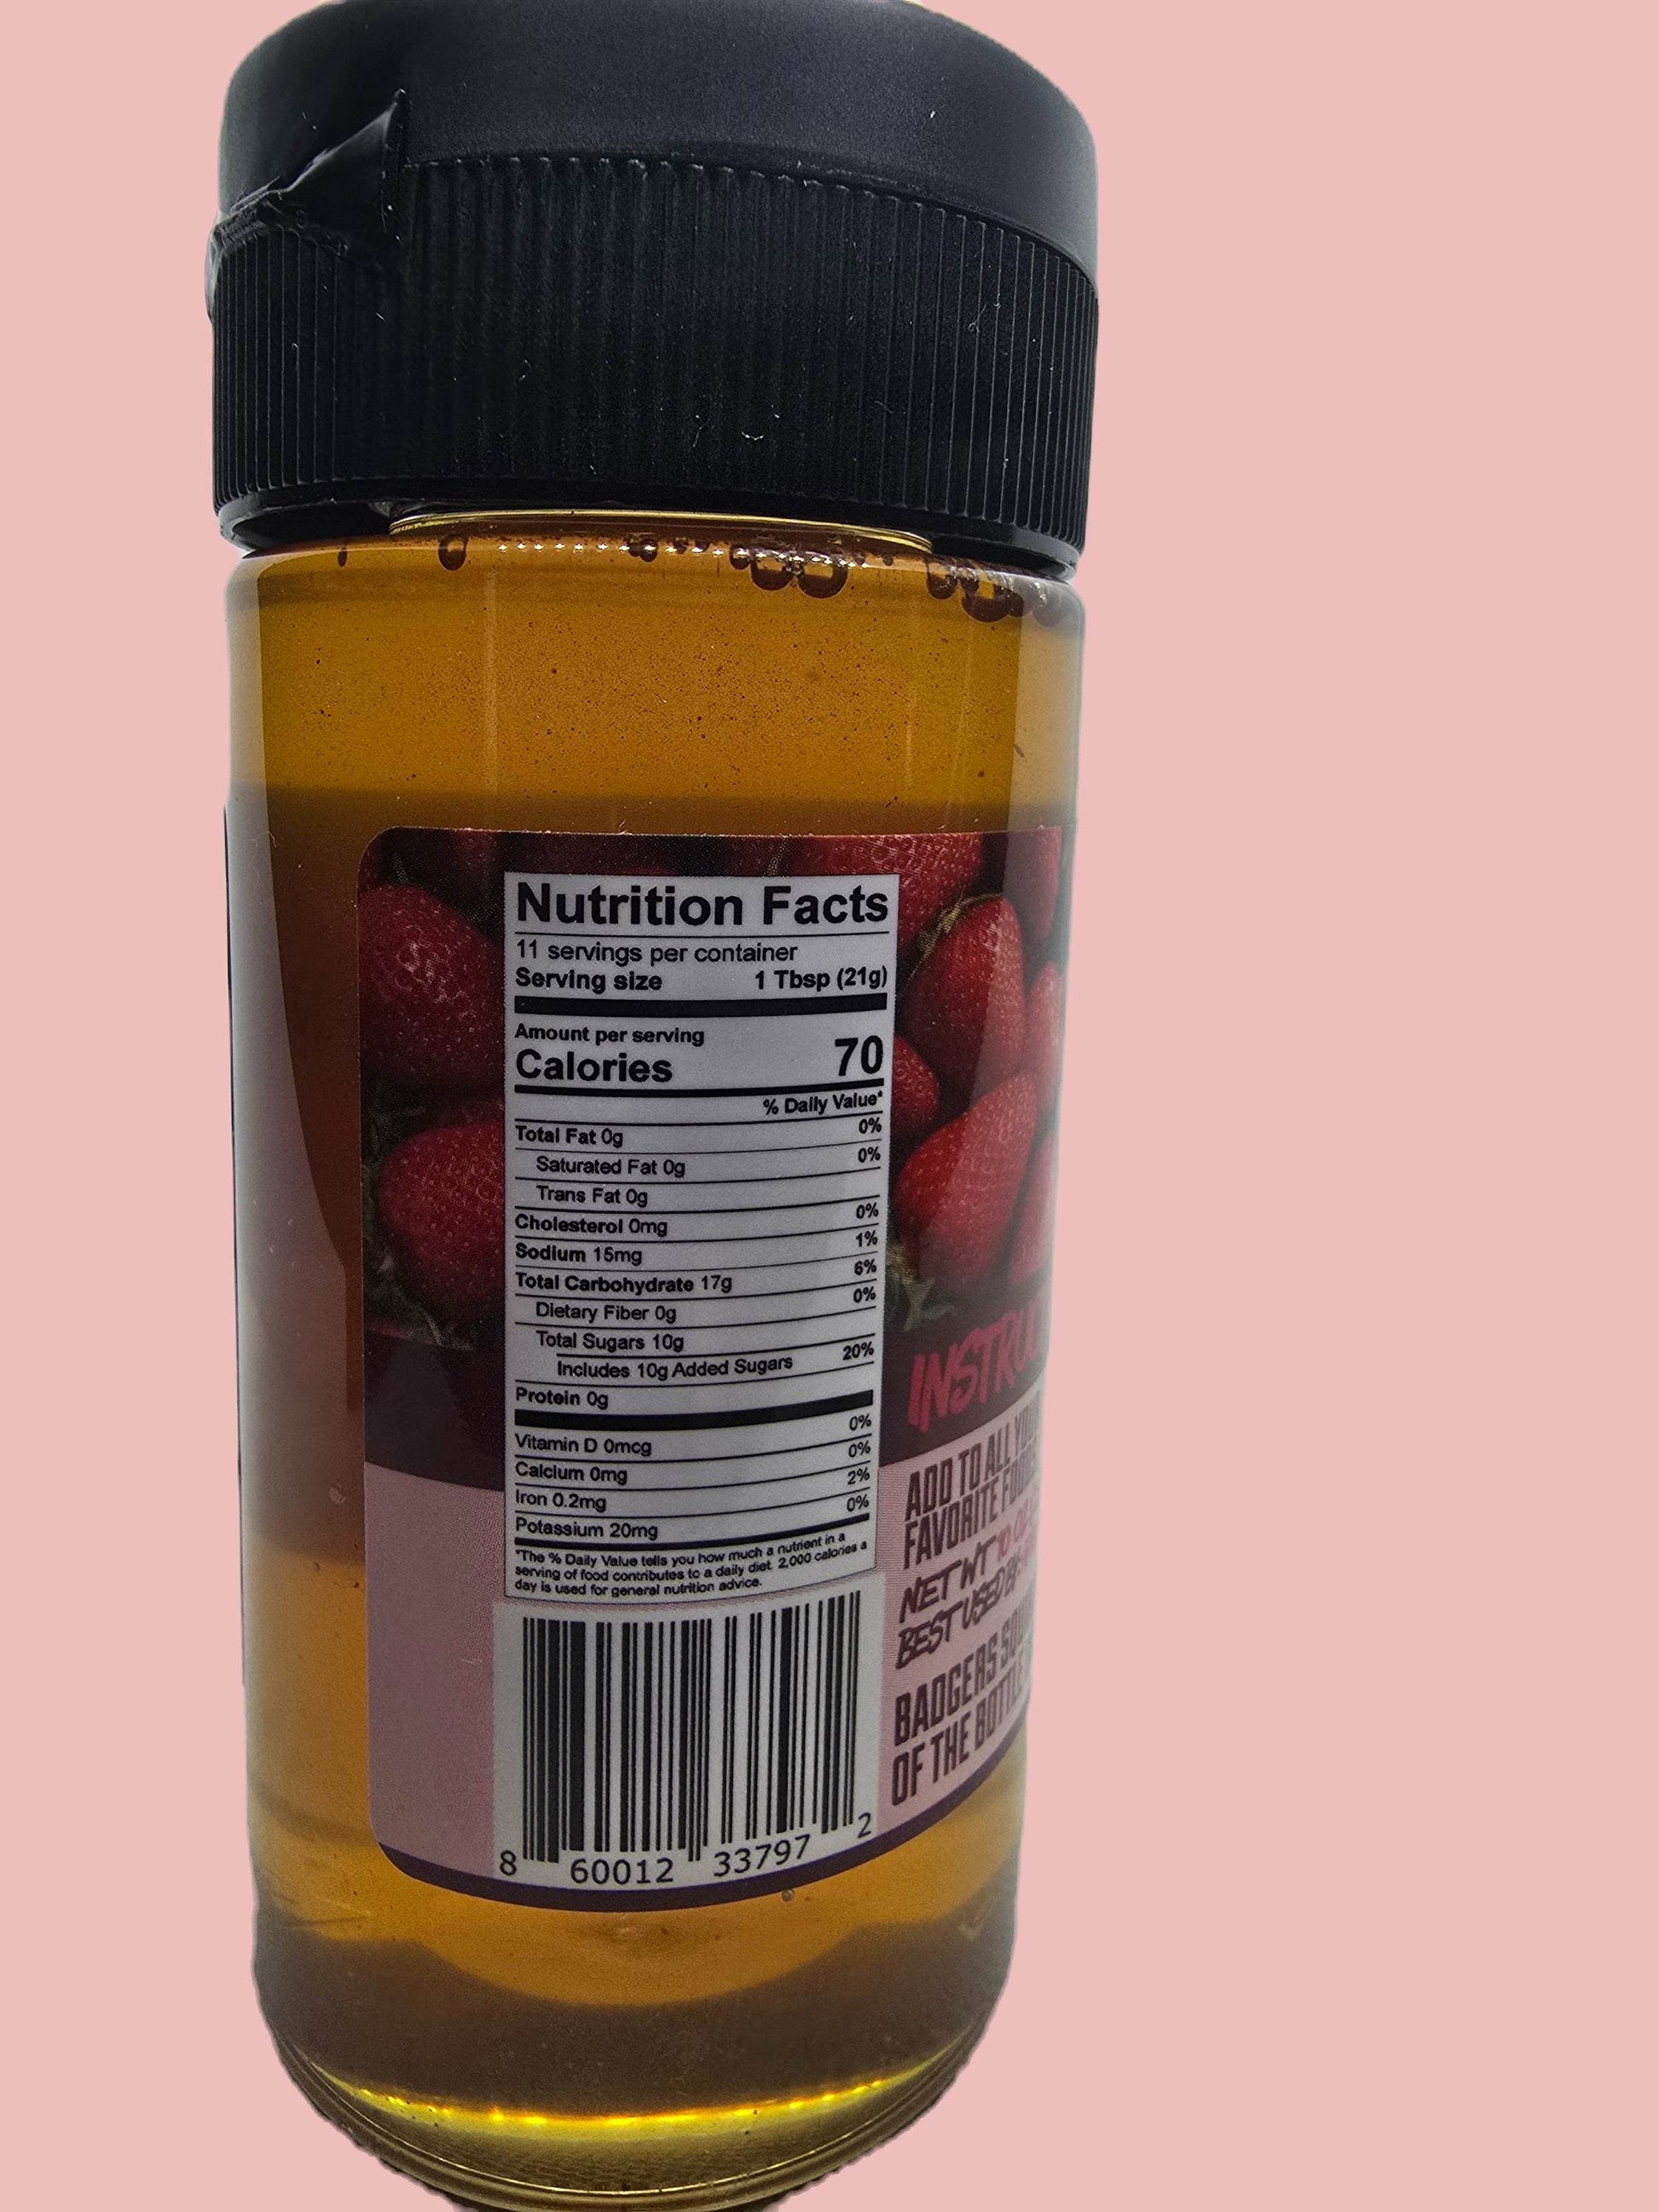 Nutrition Facts
11 servings per container
Serving size 1 Tbsp (21g)
Amount per serving
Calories 70
% Daily Value*
Total Fat 0g 0%
Saturated Fat 0g 0%
Trans Fat 0g
Cholesterol 0mg 0%
Sodium 15mg 1%
Total Carbohydrate 17g 6%
Dietary Fiber 0g 0%
Total Sugars 10g
Includes 10g Added Sugars 20%
Protein 0g
Vitamin D 0mcg 0%
Calcium 0mg 0%
Iron 0.2mg 2%
Potassium 20mg 0%
*The % Daily Value tells you how much a nutrient in a
serving of food contributes to a daily diet. 2,000 calories a
day is used for general nutrition advice.
8 60012 33797 2
ADD TO ALL
FAVORITE
NET WT 10
BEST USED
BADGERS
OF THE BOTTLE